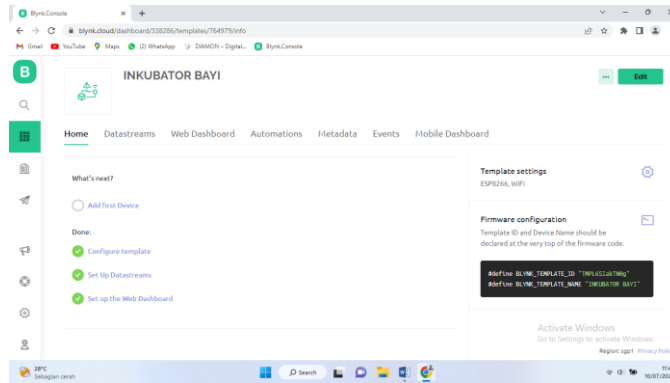 Blynk.Console
blynk.cloud/dashboard/338286/templates/764979/info
Gmail YouTube Maps (2) WhatsApp DIAMON – Digital... Blynk.Console
B
INKUBATOR BAYI
Edit
Home Datastreams Web Dashboard Automations Metadata Events Mobile Dashboard
What's next?
Add first Device
Done:
Configure template
Set Up Datastreams
Set up the Web Dashboard
Template settings
ESP8266, WiFi
Firmware configuration
Template ID and Device Name should be
declared at the very top of the firmware code.
#define BLYNK_TEMPLATE_ID
#define BLYNK_TEMPLATE_NAME "INKUBATOR BAYI"
Activate Windows
Go to Settings to activate Windows.
Region: sgp1 Privacy
28°C
Sebagian cerah
Search